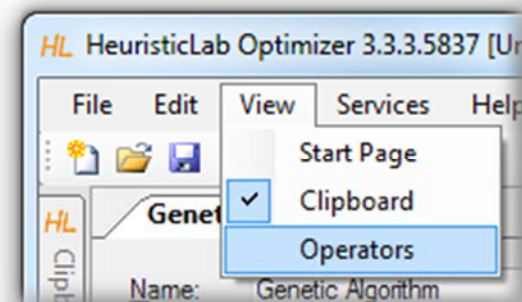 HL HeuristicLab Optimizer 3.3.3.5837 [Un
File Edit View Services Help
Start Page
HL Genet Clipboard
Operators
Clipb
Name: Genetic Algorithm